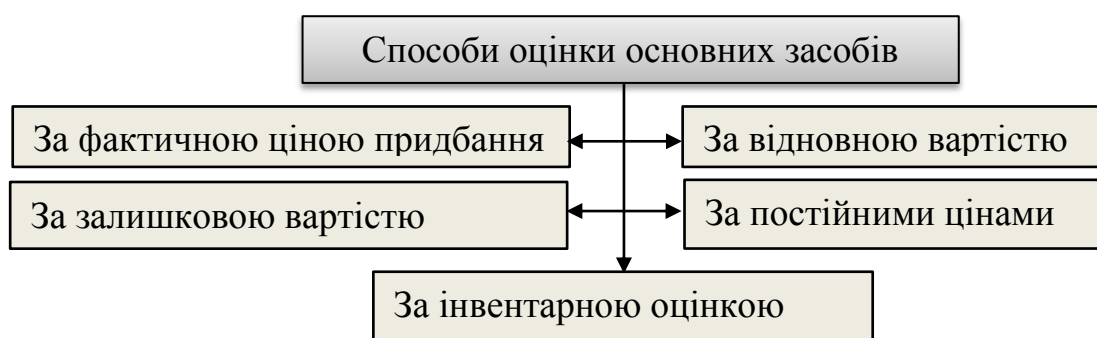 Способи оцінки основних засобів
За фактичною ціною придбання
За відновною вартістю
За залишковою вартістю
За постійними цінами
За інвентарною оцінкою